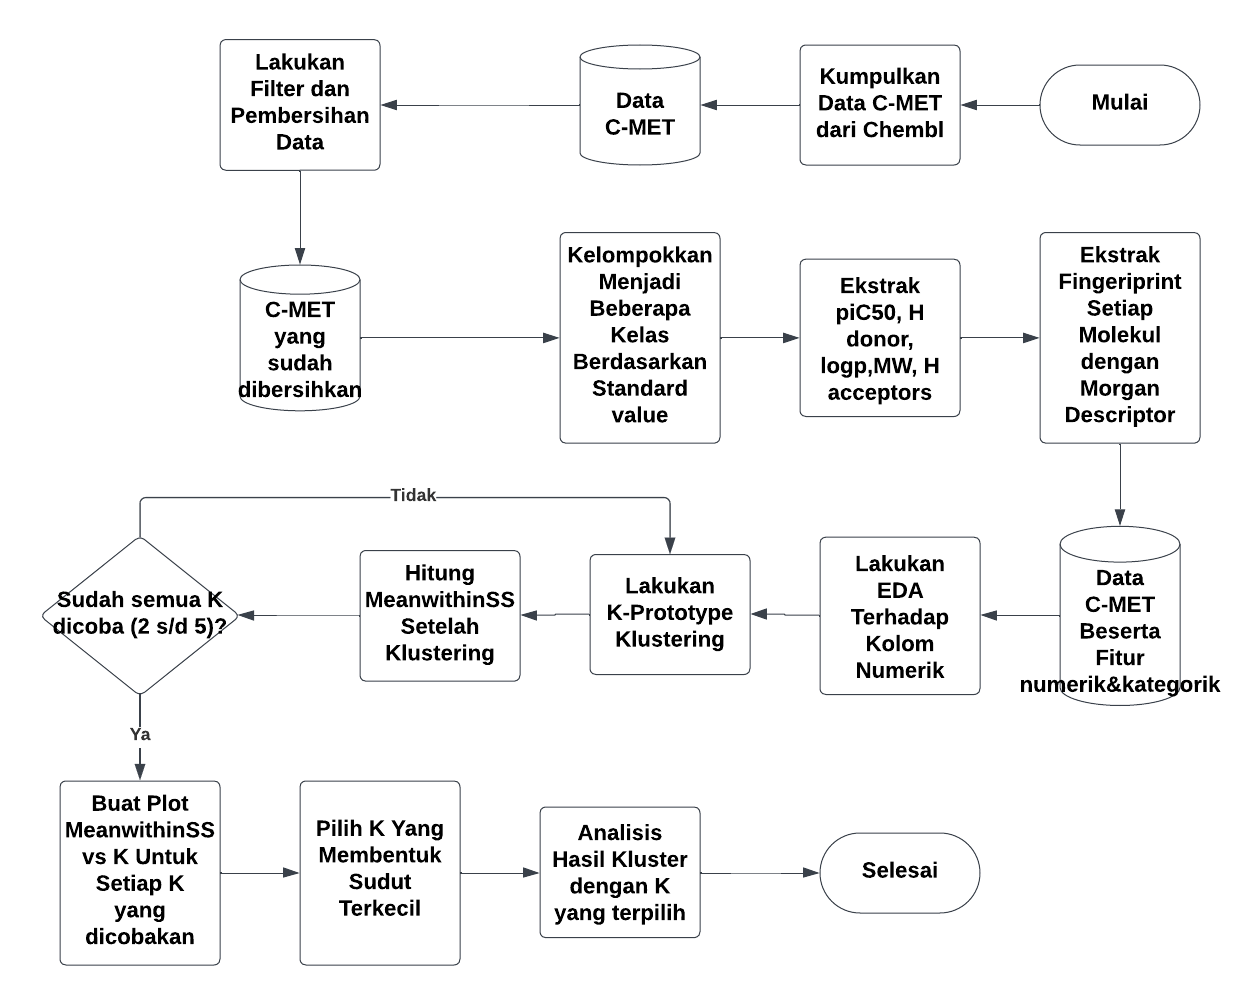 Mulai
Kumpulkan
Data C-MET
dari Chembl
Data
C-MET
Lakukan
Filter dan
Pembersihan
Data
C-MET
yang
sudah
dibersihkan
Kelompokkan
Menjadi
Beberapa
Kelas
Berdasarkan
Standard
value
Ekstrak
piC50, H
donor,
logp,MW, H
acceptors
Ekstrak
Fingeriprint
Setiap
Molekul
dengan
Morgan
Descriptor
Data
C-MET
Beserta
Fitur
numerik&kategorik
Lakukan
EDA
Terhadap
Kolom
Numerik
Lakukan
K-Prototype
Klustering
Hitung
MeanwithinSS
Setelah
Klustering
Sudah semua K
dicoba (2 s/d 5)?
Tidak
Ya
Buat Plot
MeanwithinSS
vs K Untuk
Setiap K
yang
dicobakan
Pilih K Yang
Membentuk
Sudut
Terkecil
Analisis
Hasil Kluster
dengan K
yang terpilih
Selesai